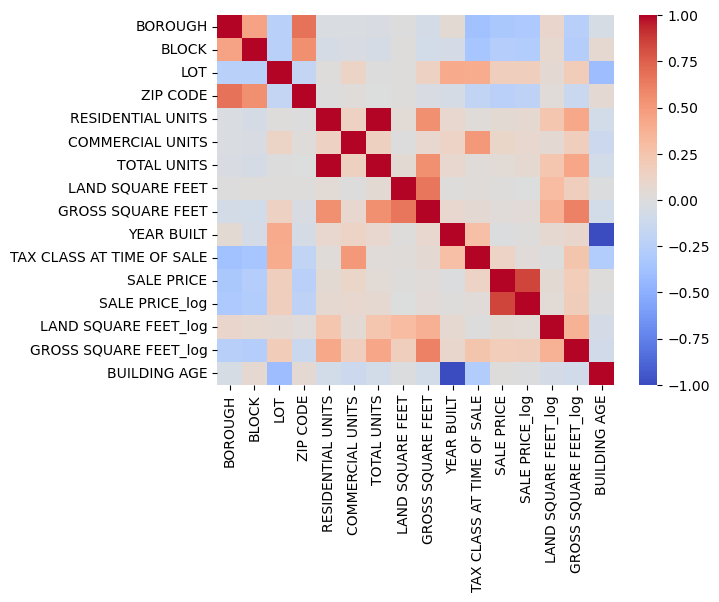 BOROUGH
BLOCK
LOT
ZIP CODE
RESIDENTIAL UNITS
COMMERCIAL UNITS
TOTAL UNITS
LAND SQUARE FEET
GROSS SQUARE FEET
YEAR BUILT
TAX CLASS AT TIME OF SALE
SALE PRICE
SALE PRICE_log
LAND SQUARE FEET_log
GROSS SQUARE FEET_log
BUILDING AGE
BOROUGH
BLOCK
LOT
ZIP CODE
RESIDENTIAL UNITS
COMMERCIAL UNITS
TOTAL UNITS
LAND SQUARE FEET
GROSS SQUARE FEET
YEAR BUILT
TAX CLASS AT TIME OF SALE
SALE PRICE
SALE PRICE_log
LAND SQUARE FEET_log
GROSS SQUARE FEET_log
BUILDING AGE
1.00
0.75
0.50
0.25
0.00
−0.25
−0.50
−0.75
−1.00